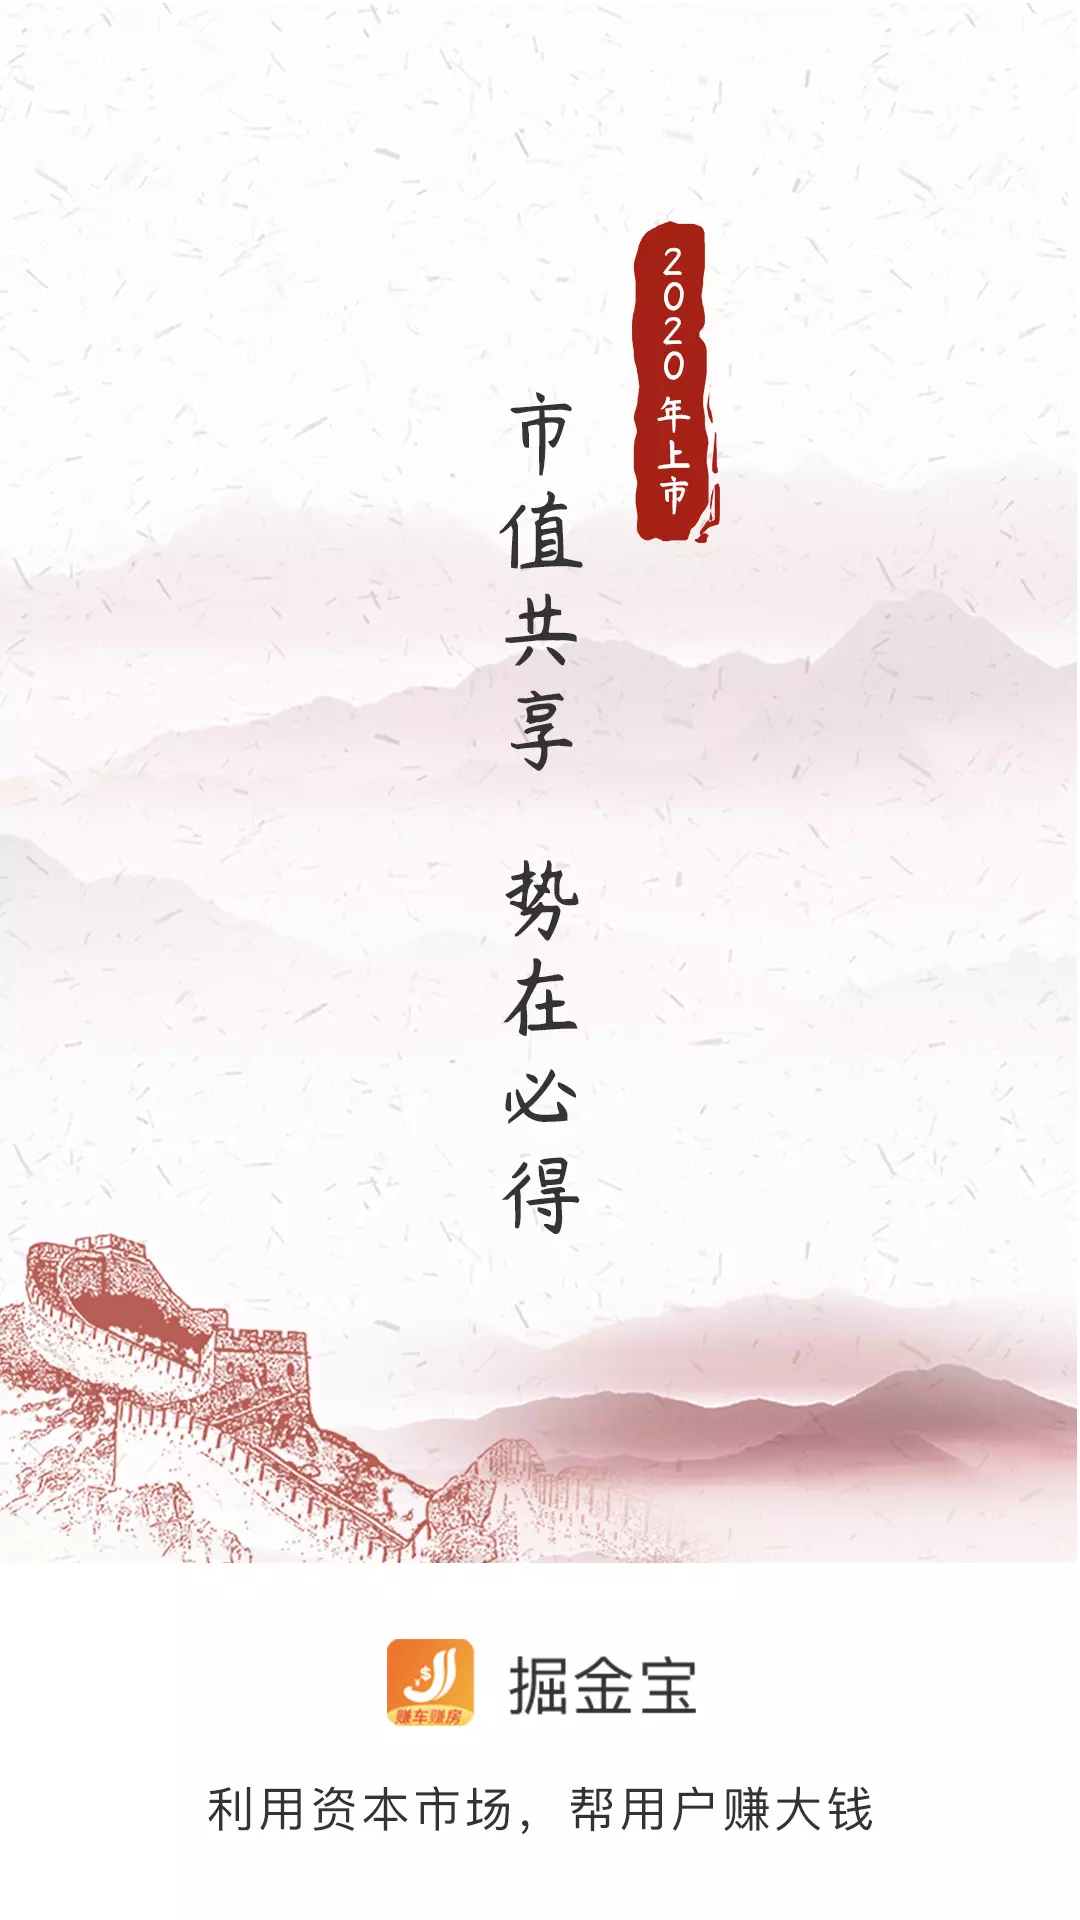 2020年上市
市值共享 势在必得
赚车赚房
掘金宝
利用资本市场，帮用户赚大钱